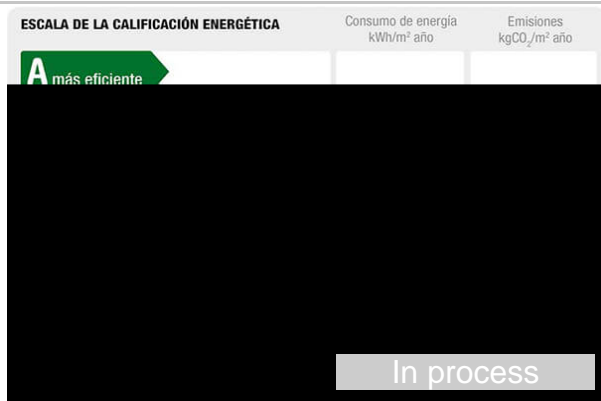 ESCALA DE LA CALIFICACIÓN ENERGÉTICA
Consumo de energía
kWh/m² año
Emisiones
kgCO₂/m² año
A más eficiente
In process